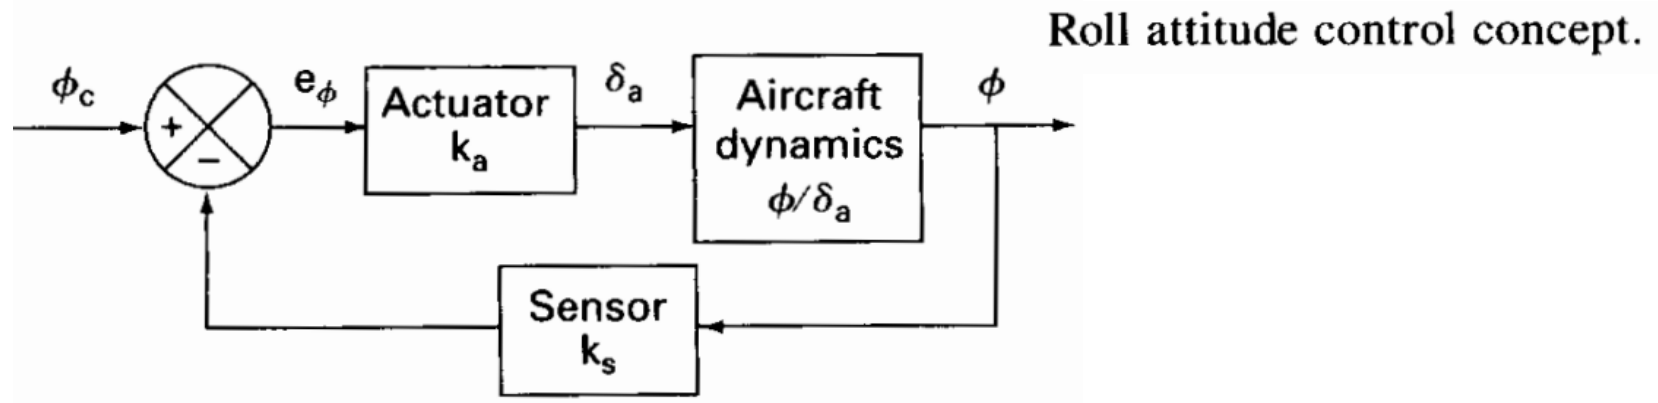 Roll attitude control concept.
ϕc
+
−
eϕ
Actuator
ka
δa
Aircraft
dynamics
ϕ/δa
ϕ
Sensor
ks